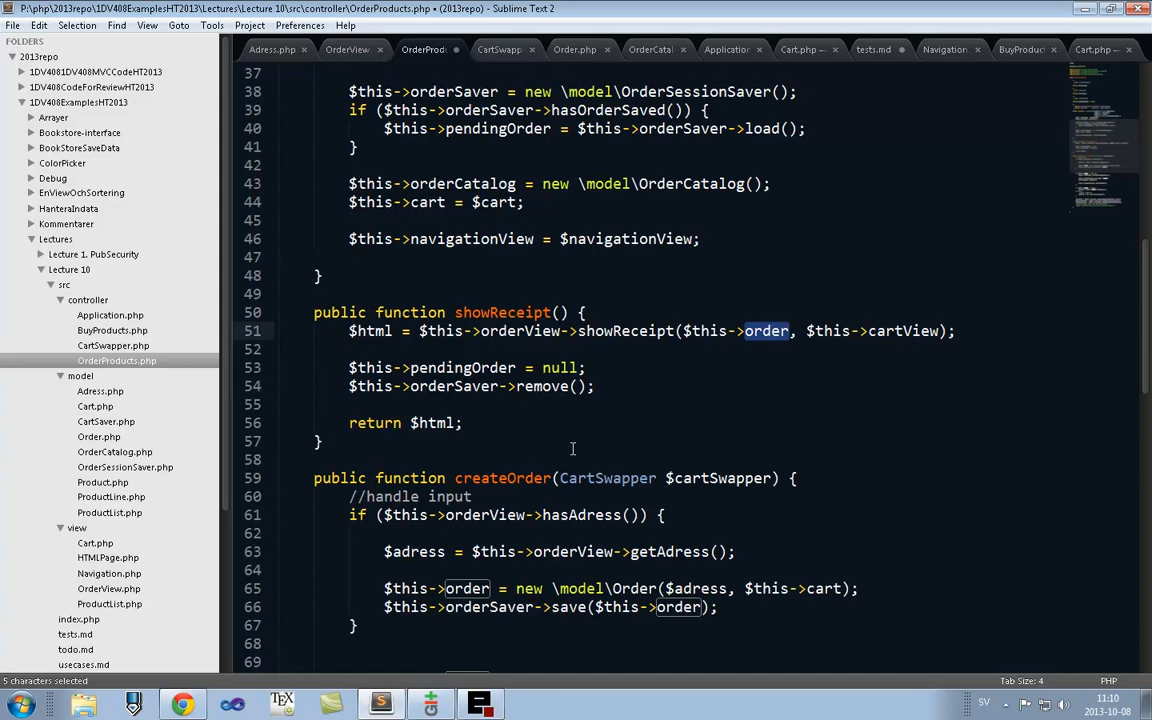 P:\php\2013repo\1DV408ExamplesHT2013\Lectures\Lecture 10\src\controller\OrderProducts.php • (2013repo) - Sublime Text 2
File Edit Selection Find View Goto Tools Project Preferences Help
FOLDERS
2013repo
1DV4081DV408MVCCodeHT2013
1DV408CodeForReviewHT2013
1DV408ExamplesHT2013
Arrayer
Bookstore-interface
BookStoreSaveData
ColorPicker
Debug
EnViewOchSortering
HanteraIndata
Kommentarer
Lectures
Lecture 1. PubSecurity
Lecture 10
src
controller
Application.php
BuyProducts.php
CartSwapper.php
OrderProducts.php
model
Adress.php
Cart.php
CartSaver.php
Order.php
OrderCatalog.php
OrderSessionSaver.php
Product.php
ProductLine.php
ProductList.php
view
Cart.php
HTMLPage.php
Navigation.php
OrderView.php
ProductList.php
index.php
tests.md
todo.md
usecases.md
Adress.php × OrderView × OrderProdu • CartSwapp × Order.php × OrderCatal × Application × Cart.php — × tests.md • Navigation. × BuyProduct × Cart.php — ×
37
38 $this->orderSaver = new \model\OrderSessionSaver();
39 if ($this->orderSaver->hasOrderSaved()) {
40 $this->pendingOrder = $this->orderSaver->load();
41 }
42
43 $this->orderCatalog = new \model\OrderCatalog();
44 $this->cart = $cart;
45
46 $this->navigationView = $navigationView;
47
48 }
49
50 public function showReceipt() {
51 $html = $this->orderView->showReceipt($this->order, $this->cartView);
52
53 $this->pendingOrder = null;
54 $this->orderSaver->remove();
55
56 return $html;
57 }
58
59 public function createOrder(CartSwapper $cartSwapper) {
60 //handle input
61 if ($this->orderView->hasAdress()) {
62
63 $adress = $this->orderView->getAdress();
64
65 $this->order = new \model\Order($adress, $this->cart);
66 $this->orderSaver->save($this->order);
67 }
68
69
5 characters selected Tab Size: 4 PHP
SV 11:10
2013-10-08